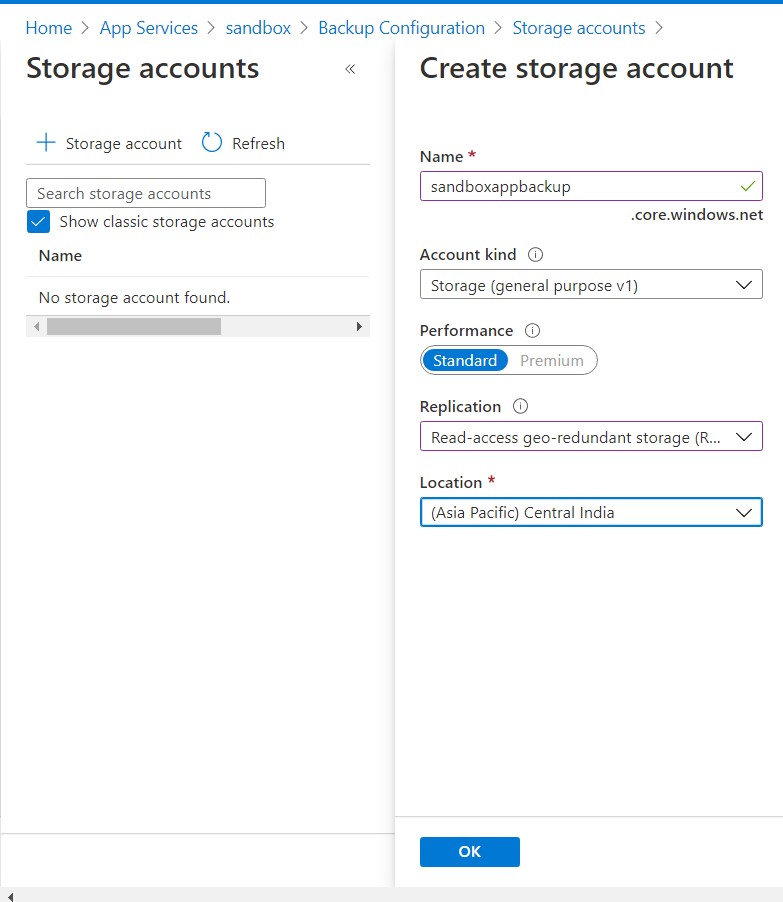 Home > App Services > sandbox > Backup Configuration > Storage accounts >
Storage accounts «
+ Storage account Refresh
Search storage accounts
Show classic storage accounts
Name
No storage account found.
Create storage account
Name *
sandboxappbackup
.core.windows.net
Account kind
Storage (general purpose v1)
Performance
Standard Premium
Replication
Read-access geo-redundant storage (R...
Location *
(Asia Pacific) Central India
OK